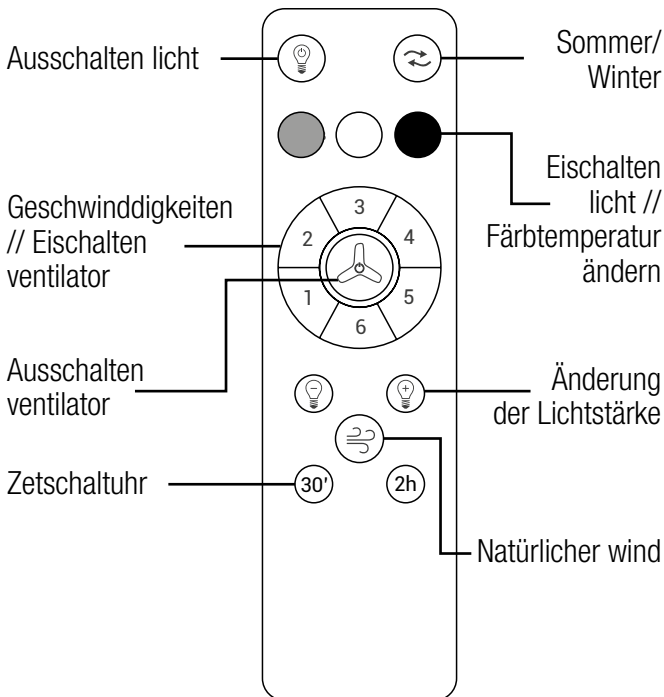 Ausschalten licht
Sommer/
Winter
Eischalten
licht //
Färbtemperatur
ändern
Geschwinddigkeiten
// Eischalten
ventilator
3
2
4
1
5
6
Ausschalten
ventilator
Änderung
der Lichtstärke
Zetschaltuhr
30'
2h
Natürlicher wind